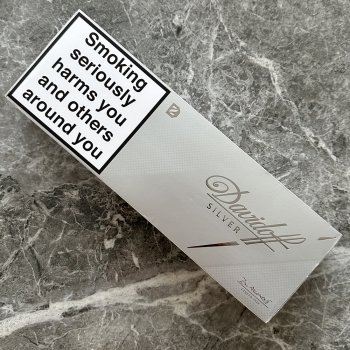 Smoking
seriously
harms you
and others
around you
Davidoff
SILVER